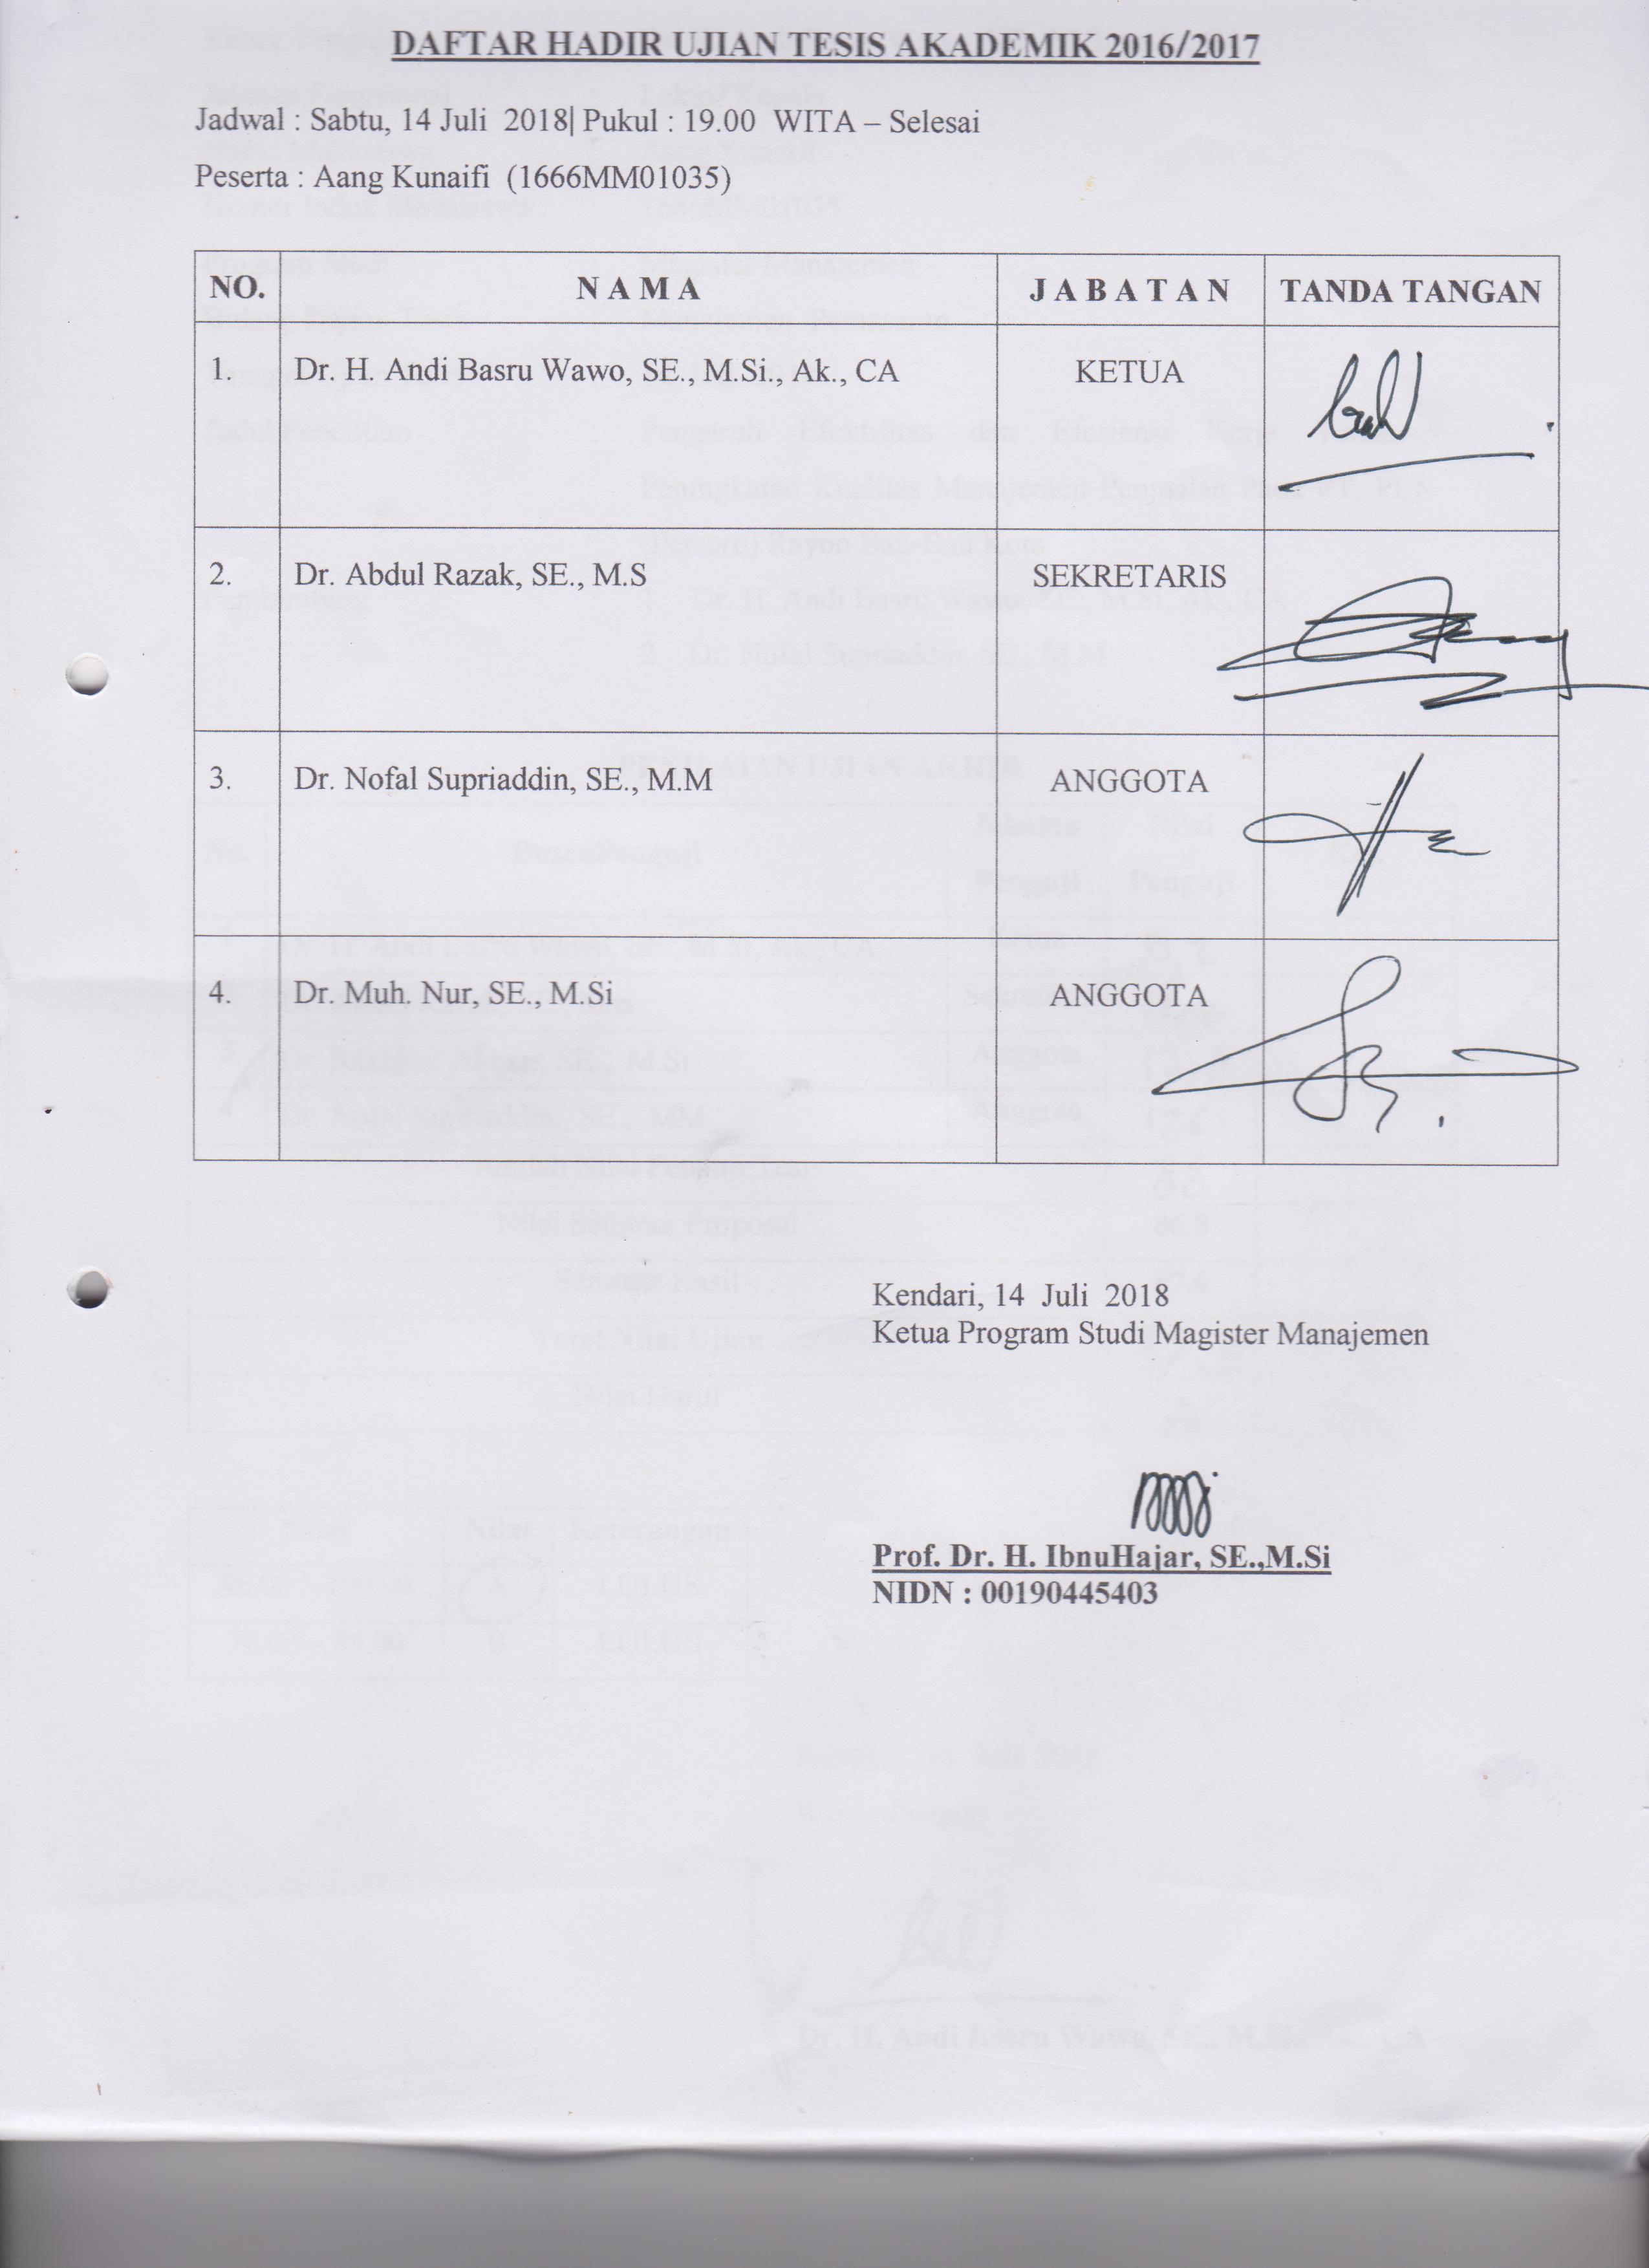 DAFTAR HADIR UJIAN TESIS AKADEMIK 2016/2017
Jadwal : Sabtu, 14 Juli 2018| Pukul : 19.00 WITA – Selesai
Peserta : Aang Kunaifi (1666MM01035)
NO. N A M A J A B A T A N TANDA TANGAN
1. Dr. H. Andi Basru Wawo, SE., M.Si., Ak., CA KETUA
2. Dr. Abdul Razak, SE., M.S SEKRETARIS
3. Dr. Nofal Supriaddin, SE., M.M ANGGOTA
4. Dr. Muh. Nur, SE., M.Si ANGGOTA
Kendari, 14 Juli 2018
Ketua Program Studi Magister Manajemen
Prof. Dr. H. IbnuHajar, SE.,M.Si
NIDN : 00190445403